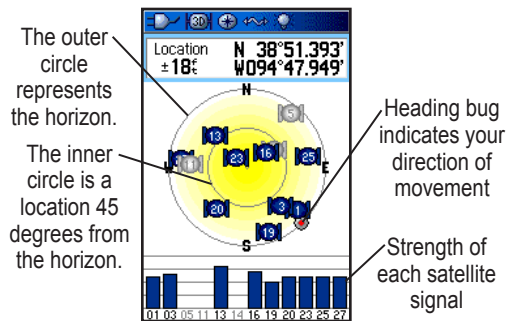 The outer
circle
represents
the horizon.
The inner
circle is a
location 45
degrees from
the horizon.
3D
Location
±18ft
N 38°51.393'
W094°47.949'
N
5
13
23
16
25
W
11
E
20
3
1
19
S
01 03 05 11 13 14 16 19 20 23 25 27
Heading bug
indicates your
direction of
movement
Strength of
each satellite
signal